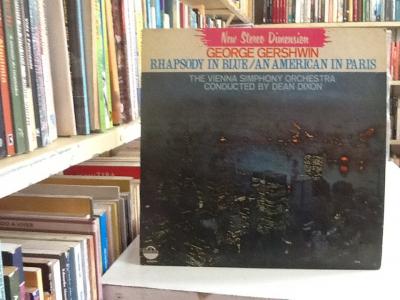 New Stereo Dimension
GEORGE GERSHWIN
RHAPSODY IN BLUE/AN AMERICAN IN PARIS
THE VIENNA SYMPHONY ORCHESTRA
CONDUCTED BY DEAN DIXON